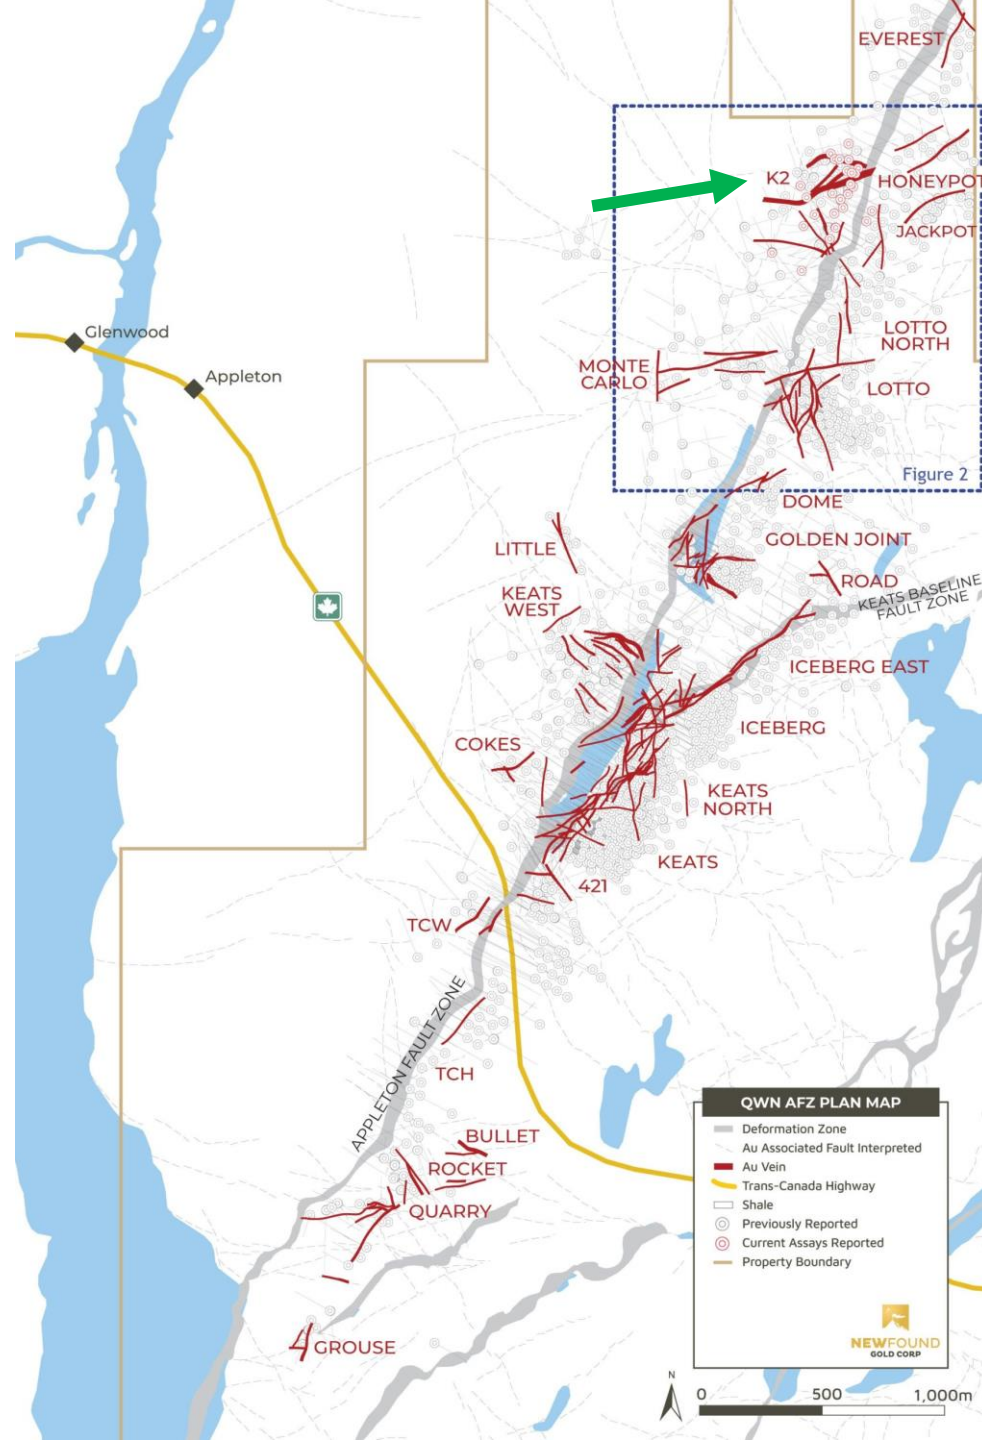 EVEREST
K2
HONEYPOT
JACKPOT
Glenwood
LOTTO
NORTH
MONTE
CARLO
Appleton
LOTTO
Figure 2
DOME
GOLDEN JOINT
LITTLE
ROAD
KEATS BASELINE
FAULT ZONE
KEATS
WEST
ICEBERG EAST
ICEBERG
COKES
KEATS
NORTH
KEATS
421
TCW
APPLETON FAULT ZONE
TCH
BULLET
ROCKET
QUARRY
GROUSE
QWN AFZ PLAN MAP
Deformation Zone
Au Associated Fault Interpreted
Au Vein
Trans-Canada Highway
Shale
Previously Reported
Current Assays Reported
Property Boundary
NEWFOUND
GOLD CORP
N
0 500 1,000m